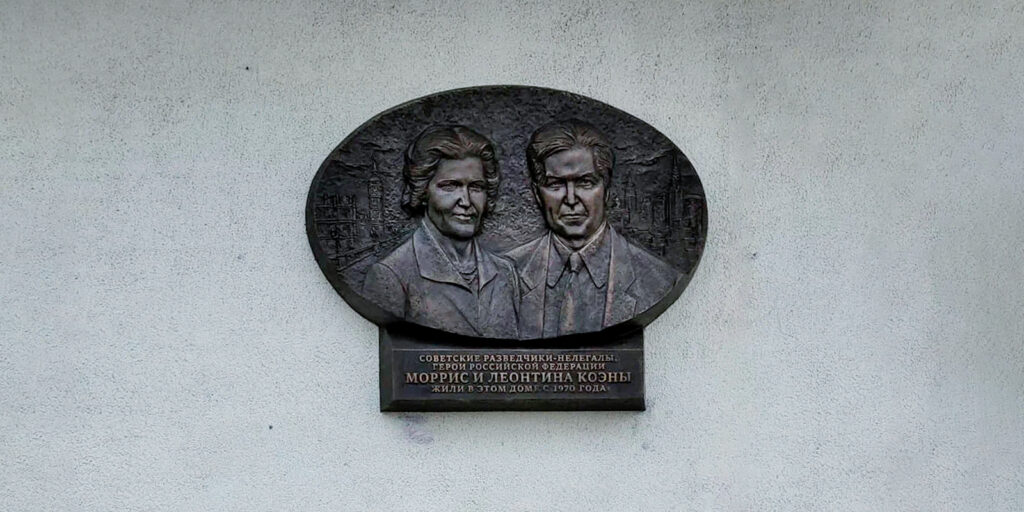 СОВЕТСКИЕ РАЗВЕДЧИКИ-НЕЛЕГАЛЫ,
ГЕРОИ РОССИЙСКОЙ ФЕДЕРАЦИИ
МОРРИС И ЛЕОНТИНА КОЭНЫ
ЖИЛИ В ЭТОМ ДОМЕ С 1970 ГОДА